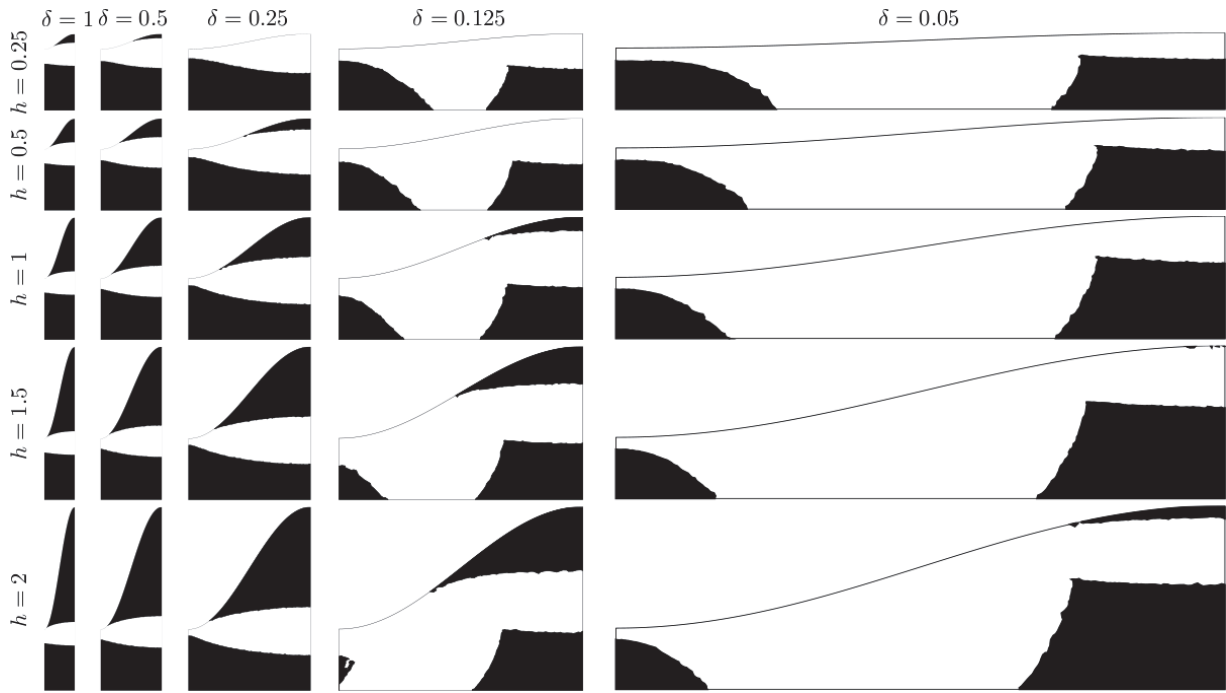 δ = 1 δ = 0.5 δ = 0.25 δ = 0.125 δ = 0.05
h = 0.25
h = 0.5
h = 1
h = 1.5
h = 2